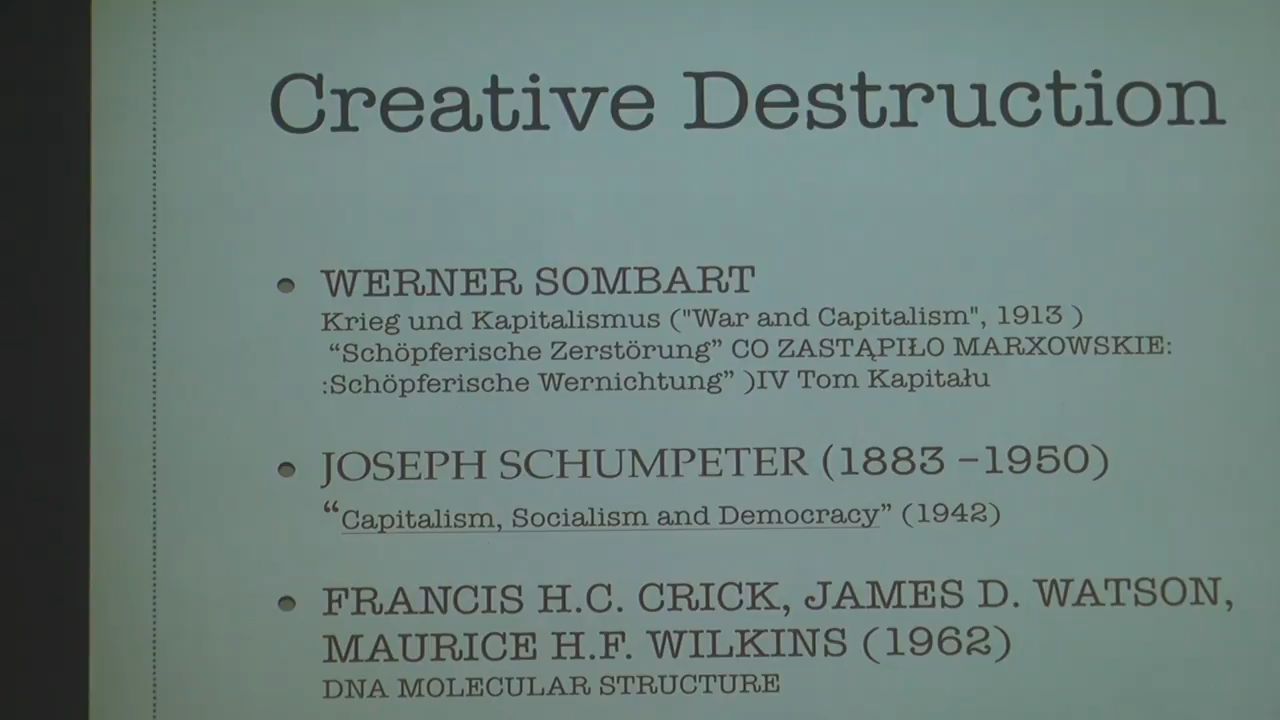 Creative Destruction
• WERNER SOMBART
Krieg und Kapitalismus ("War and Capitalism", 1913 )
“Schöpferische Zerstörung” CO ZASTĄPIŁO MARXOWSKIE:
:Schöpferische Wernichtung” )IV Tom Kapitału
• JOSEPH SCHUMPETER (1883 –1950)
“Capitalism, Socialism and Democracy” (1942)
• FRANCIS H.C. CRICK, JAMES D. WATSON,
MAURICE H.F. WILKINS (1962)
DNA MOLECULAR STRUCTURE